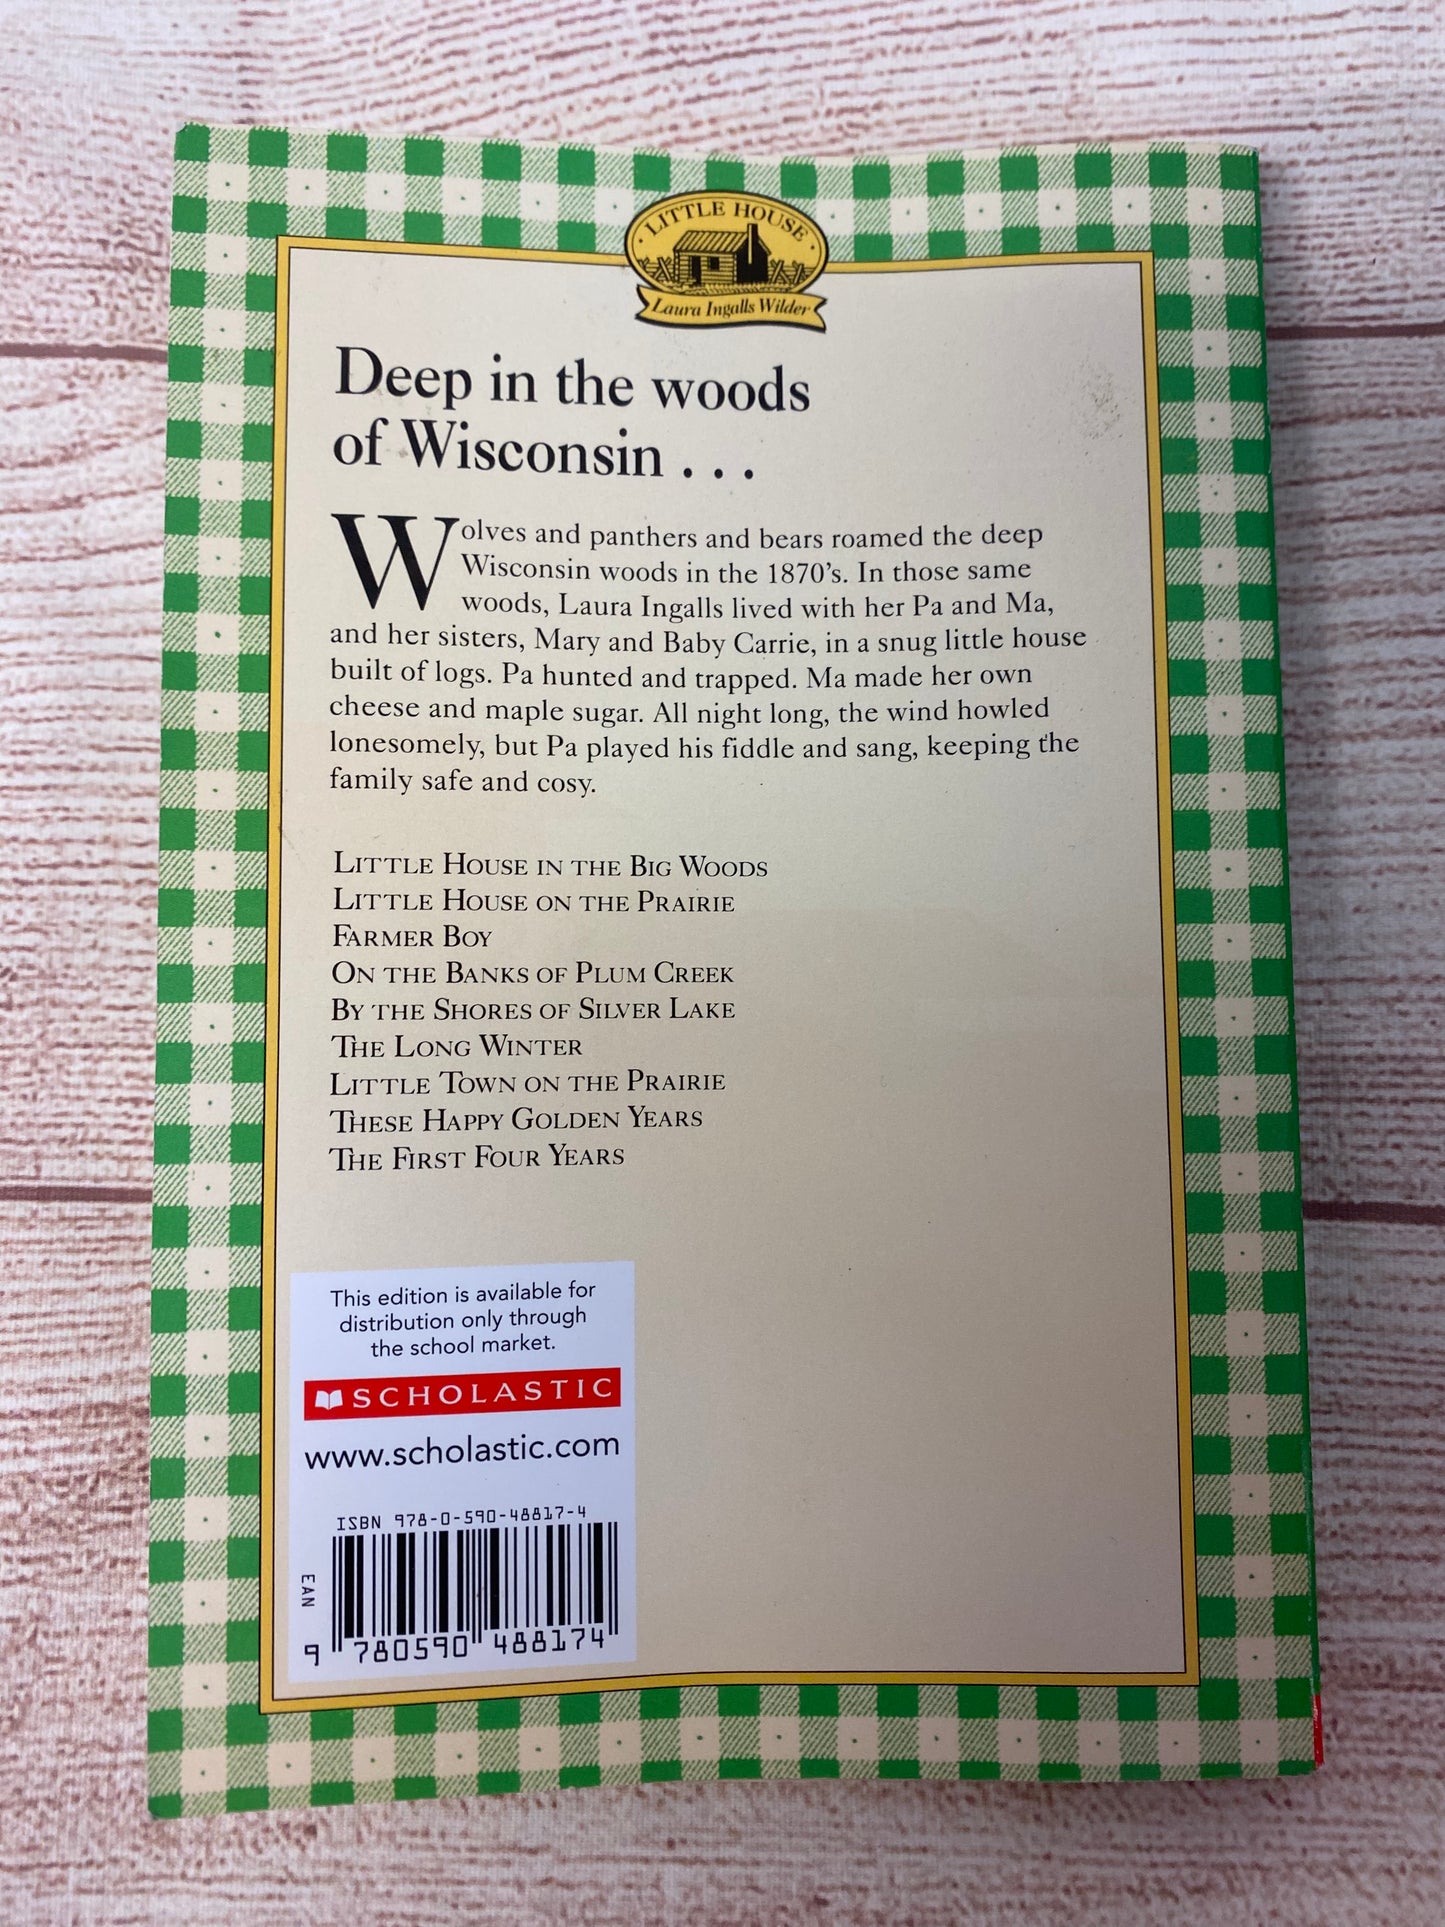 LITTLE HOUSE
Laura Ingalls Wilder
Deep in the woods
of Wisconsin . . .
Wolves and panthers and bears roamed the deep
Wisconsin woods in the 1870's. In those same
woods, Laura Ingalls lived with her Pa and Ma,
and her sisters, Mary and Baby Carrie, in a snug little house
built of logs. Pa hunted and trapped. Ma made her own
cheese and maple sugar. All night long, the wind howled
lonesomely, but Pa played his fiddle and sang, keeping the
family safe and cosy.
LITTLE HOUSE IN THE BIG WOODS
LITTLE HOUSE ON THE PRAIRIE
FARMER BOY
ON THE BANKS OF PLUM CREEK
BY THE SHORES OF SILVER LAKE
THE LONG WINTER
LITTLE TOWN ON THE PRAIRIE
THESE HAPPY GOLDEN YEARS
THE FIRST FOUR YEARS
This edition is available for
distribution only through
the school market.
SCHOLASTIC
www.scholastic.com
ISBN 978-0-590-48817-4
EAN
9 780590 488174